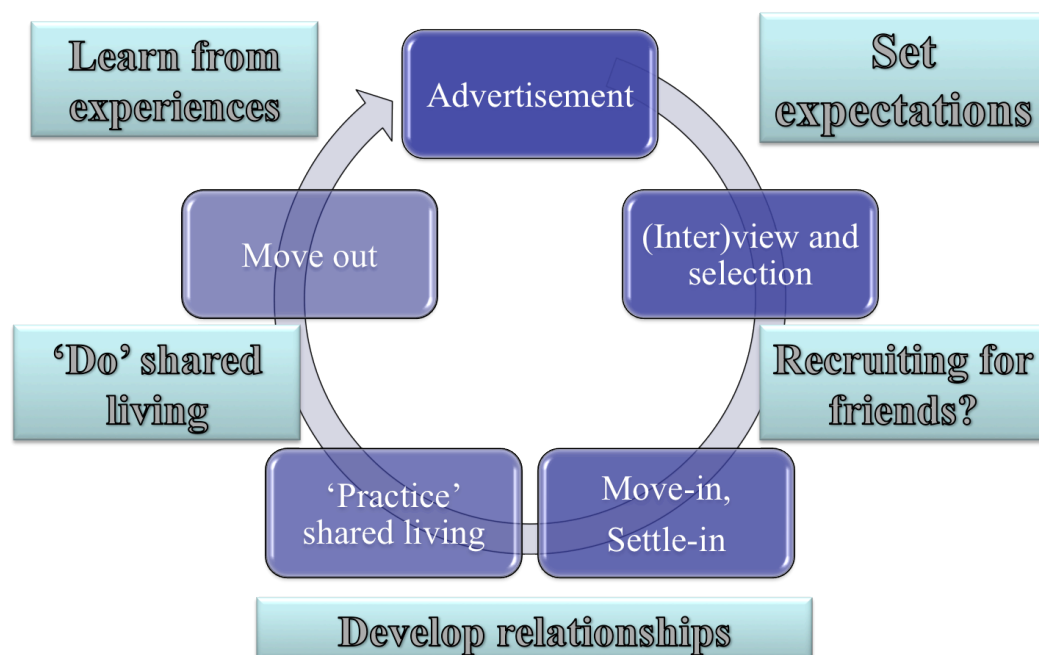 Learn from
experiences
Advertisement
Set
expectations
Move out
(Inter)view and
selection
‘Do’ shared
living
Recruiting for
friends?
‘Practice’
shared living
Move-in,
Settle-in
Develop relationships